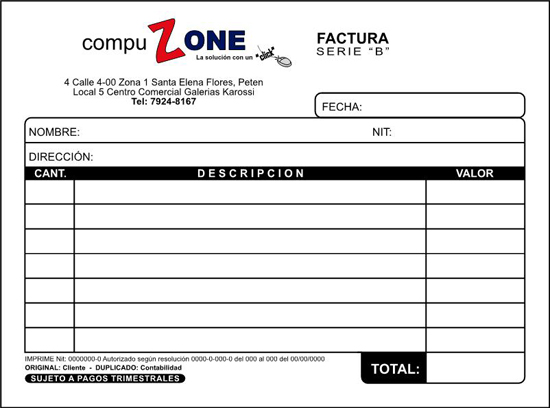 compu ZONE
La solución con un click
FACTURA
SERIE "B"
4 Calle 4-00 Zona 1 Santa Elena Flores, Peten
Local 5 Centro Comercial Galerias Karossi
Tel: 7924-8167
FECHA:
NOMBRE: NIT:
DIRECCIÓN:
CANT. DESCRIPCION VALOR
IMPRIME Nit: 0000000-0 Autorizado según resolución 0000-0-000-0 del 000 al 000 del 00/00/0000
ORIGINAL: Cliente - DUPLICADO: Contabilidad
SUJETO A PAGOS TRIMESTRALES
TOTAL: